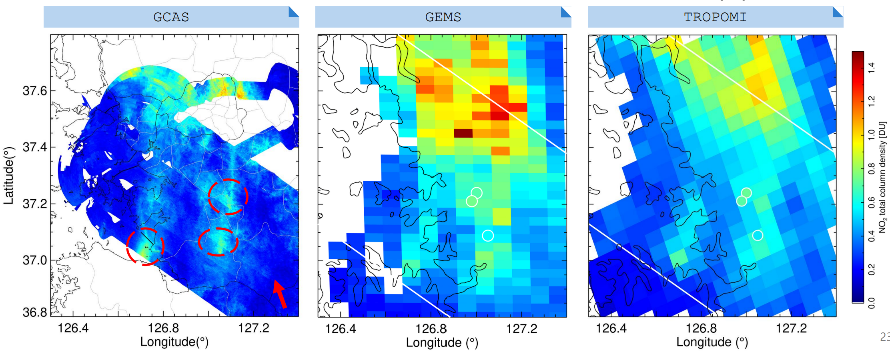 GCAS
GEMS
TROPOMI
37.6
37.4
37.2
37.0
36.8
Latitude(°)
126.4 126.8 127.2
Longitude(°)
126.4 126.8 127.2
Longitude(°)
126.4 126.8 127.2
Longitude(°)
1.4
1.2
1.0
0.8
0.6
0.4
0.2
0.0
NO₂ total column density [DU]